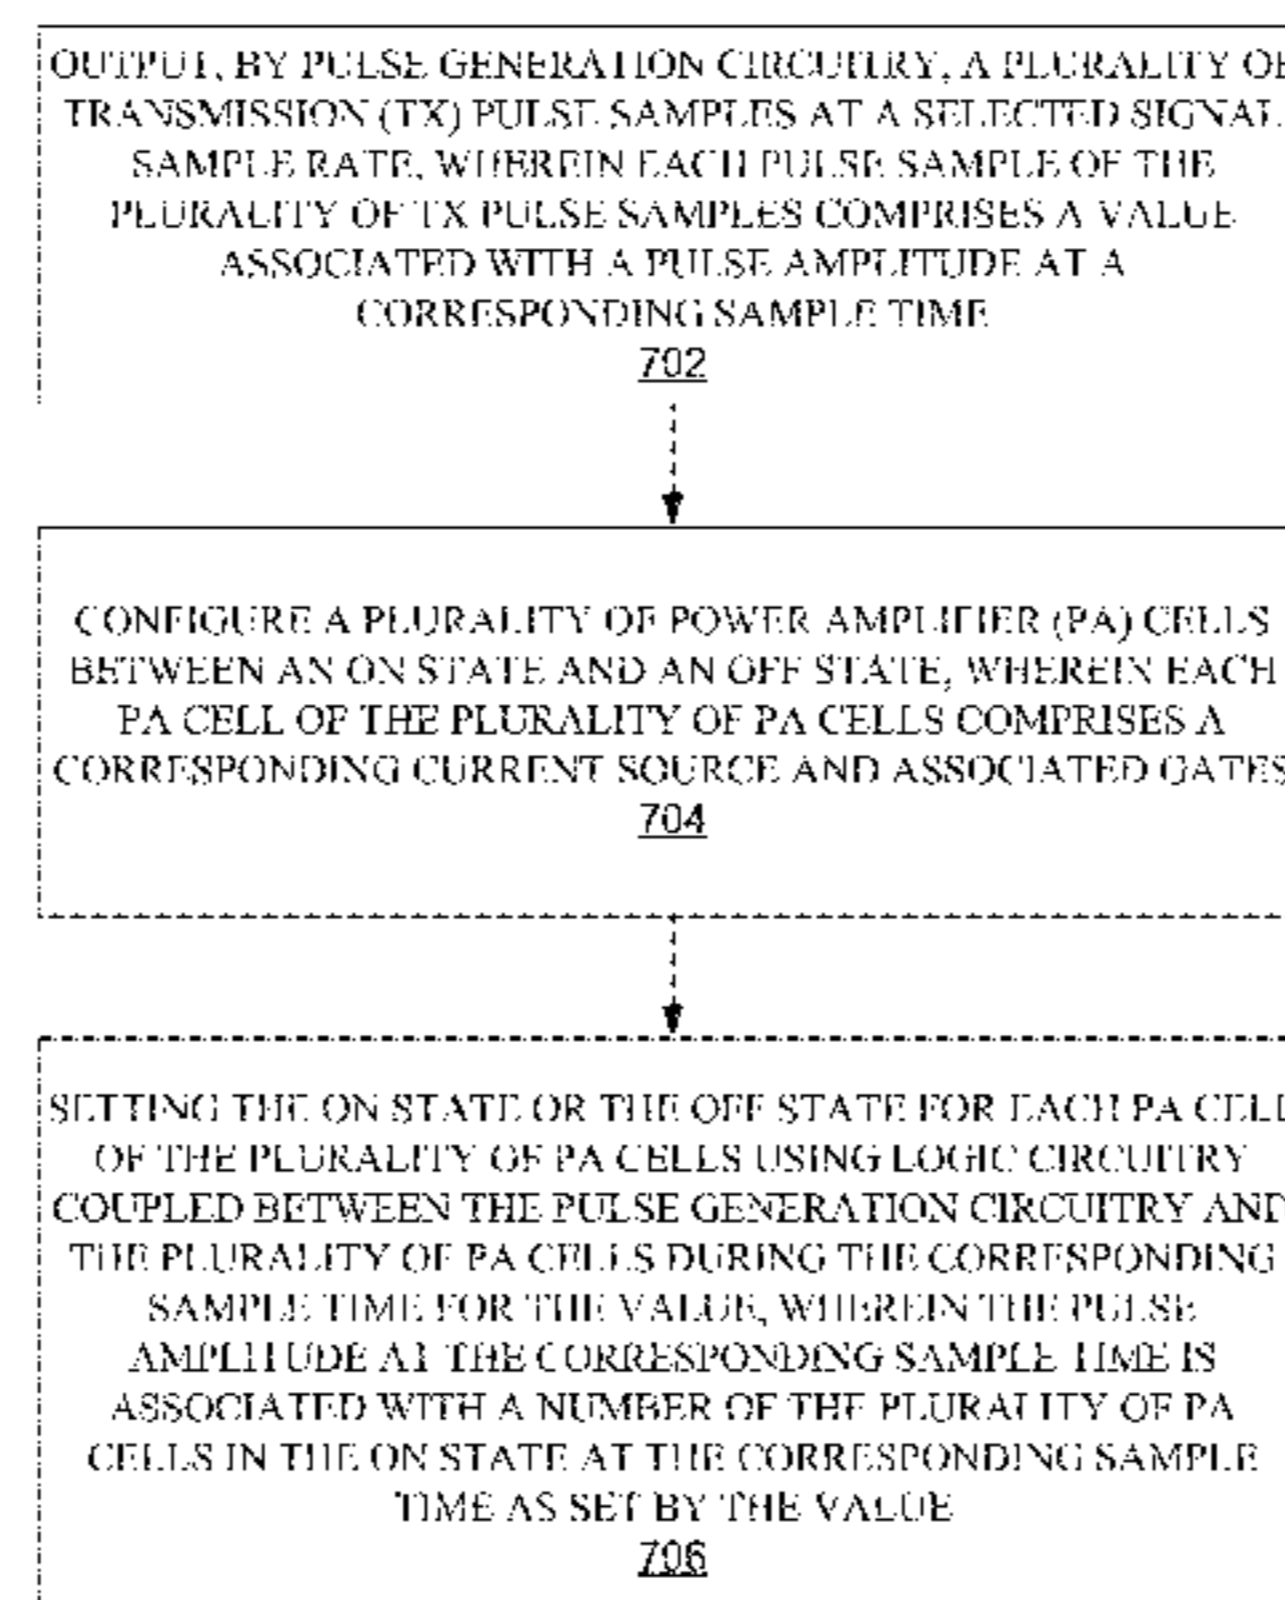 OUTPUT, BY PULSE GENERATION CIRCUITRY, A PLURALITY OF
TRANSMISSION (TX) PULSE SAMPLES AT A SELECTED SIGNAL
SAMPLE RATE, WHEREIN EACH PULSE SAMPLE OF THE
PLURALITY OF TX PULSE SAMPLES COMPRISES A VALUE
ASSOCIATED WITH A PULSE AMPLITUDE AT A
CORRESPONDING SAMPLE TIME
702
CONFIGURE A PLURALITY OF POWER AMPLIFIER (PA) CELLS
BETWEEN AN ON STATE AND AN OFF STATE, WHEREIN EACH
PA CELL OF THE PLURALITY OF PA CELLS COMPRISES A
CORRESPONDING CURRENT SOURCE AND ASSOCIATED GATES
704
SETTING THE ON STATE OR THE OFF STATE FOR EACH PA CELL
OF THE PLURALITY OF PA CELLS USING LOGIC CIRCUITRY
COUPLED BETWEEN THE PULSE GENERATION CIRCUITRY AND
THE PLURALITY OF PA CELLS DURING THE CORRESPONDING
SAMPLE TIME FOR THE VALUE, WHEREIN THE PULSE
AMPLITUDE AT THE CORRESPONDING SAMPLE TIME IS
ASSOCIATED WITH A NUMBER OF THE PLURALITY OF PA
CELLS IN THE ON STATE AT THE CORRESPONDING SAMPLE
TIME AS SET BY THE VALUE
706